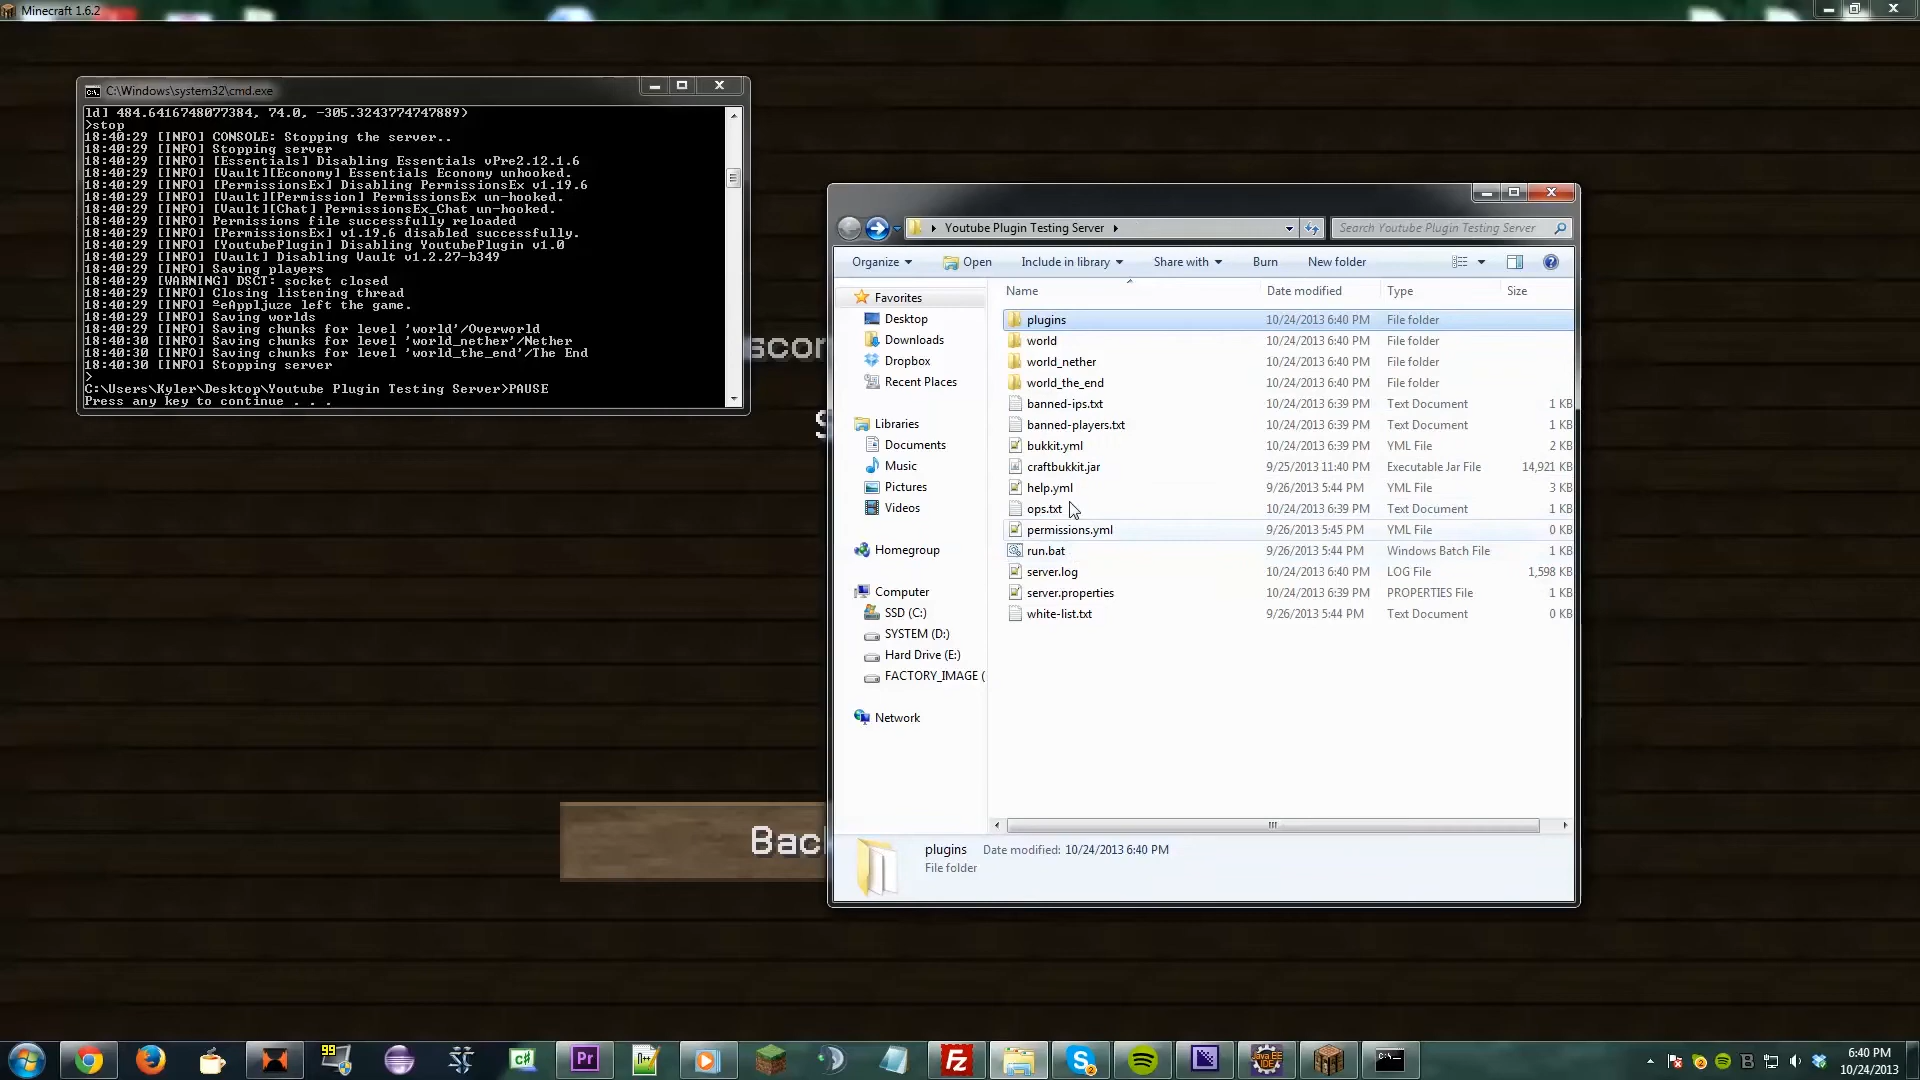 Minecraft 1.6.2
C:\Windows\system32\cmd.exe
ld] 484.6416748077384, 74.0, -305.3243774747889>
>stop
18:40:29 [INFO] CONSOLE: Stopping the server..
18:40:29 [INFO] Stopping server
18:40:29 [INFO] [Essentials] Disabling Essentials vPre2.12.1.6
18:40:29 [INFO] [Vault][Economy] Essentials Economy unhooked.
18:40:29 [INFO] [PermissionsEx] Disabling PermissionsEx v1.19.6
18:40:29 [INFO] [Vault][Permission] PermissionsEx un-hooked.
18:40:29 [INFO] [Vault][Chat] PermissionsEx_Chat un-hooked.
18:40:29 [INFO] Permissions file successfully reloaded
18:40:29 [INFO] [PermissionsEx] v1.19.6 disabled successfully.
18:40:29 [INFO] [YoutubePlugin] Disabling YoutubePlugin v1.0
18:40:29 [INFO] [Vault] Disabling Vault v1.2.27-b349
18:40:29 [INFO] Saving players
18:40:29 [WARNING] DSCT: socket closed
18:40:29 [INFO] Closing listening thread
18:40:29 [INFO] left the game.
18:40:29 [INFO] Saving worlds
18:40:29 [INFO] Saving chunks for level 'world'/Overworld
18:40:30 [INFO] Saving chunks for level 'world_nether'/Nether
18:40:30 [INFO] Saving chunks for level 'world_the_end'/The End
18:40:30 [INFO] Stopping server
>
C:\Users\Kyler\Desktop\Youtube Plugin Testing Server>PAUSE
Press any key to continue . . .
scon
S
Bac
Youtube Plugin Testing Server
Search Youtube Plugin Testing Server
Organize Open Include in library Share with Burn New folder
Name Date modified Type Size
Favorites
Desktop
Downloads
Dropbox
Recent Places
Libraries
Documents
Music
Pictures
Videos
Homegroup
Computer
SSD (C:)
SYSTEM (D:)
Hard Drive (E:)
FACTORY_IMAGE (
Network
plugins 10/24/2013 6:40 PM File folder
world 10/24/2013 6:40 PM File folder
world_nether 10/24/2013 6:40 PM File folder
world_the_end 10/24/2013 6:40 PM File folder
banned-ips.txt 10/24/2013 6:39 PM Text Document 1 KB
banned-players.txt 10/24/2013 6:39 PM Text Document 1 KB
bukkit.yml 10/24/2013 6:39 PM YML File 2 KB
craftbukkit.jar 9/25/2013 11:40 PM Executable Jar File 14,921 KB
help.yml 9/26/2013 5:44 PM YML File 3 KB
ops.txt 10/24/2013 6:39 PM Text Document 1 KB
permissions.yml 9/26/2013 5:45 PM YML File 0 KB
run.bat 9/26/2013 5:44 PM Windows Batch File 1 KB
server.log 10/24/2013 6:40 PM LOG File 1,598 KB
server.properties 10/24/2013 6:39 PM PROPERTIES File 1 KB
white-list.txt 9/26/2013 5:44 PM Text Document 0 KB
plugins Date modified: 10/24/2013 6:40 PM
File folder
99
C#
Pr
Fz
Java EE
IDE
6:40 PM
10/24/2013